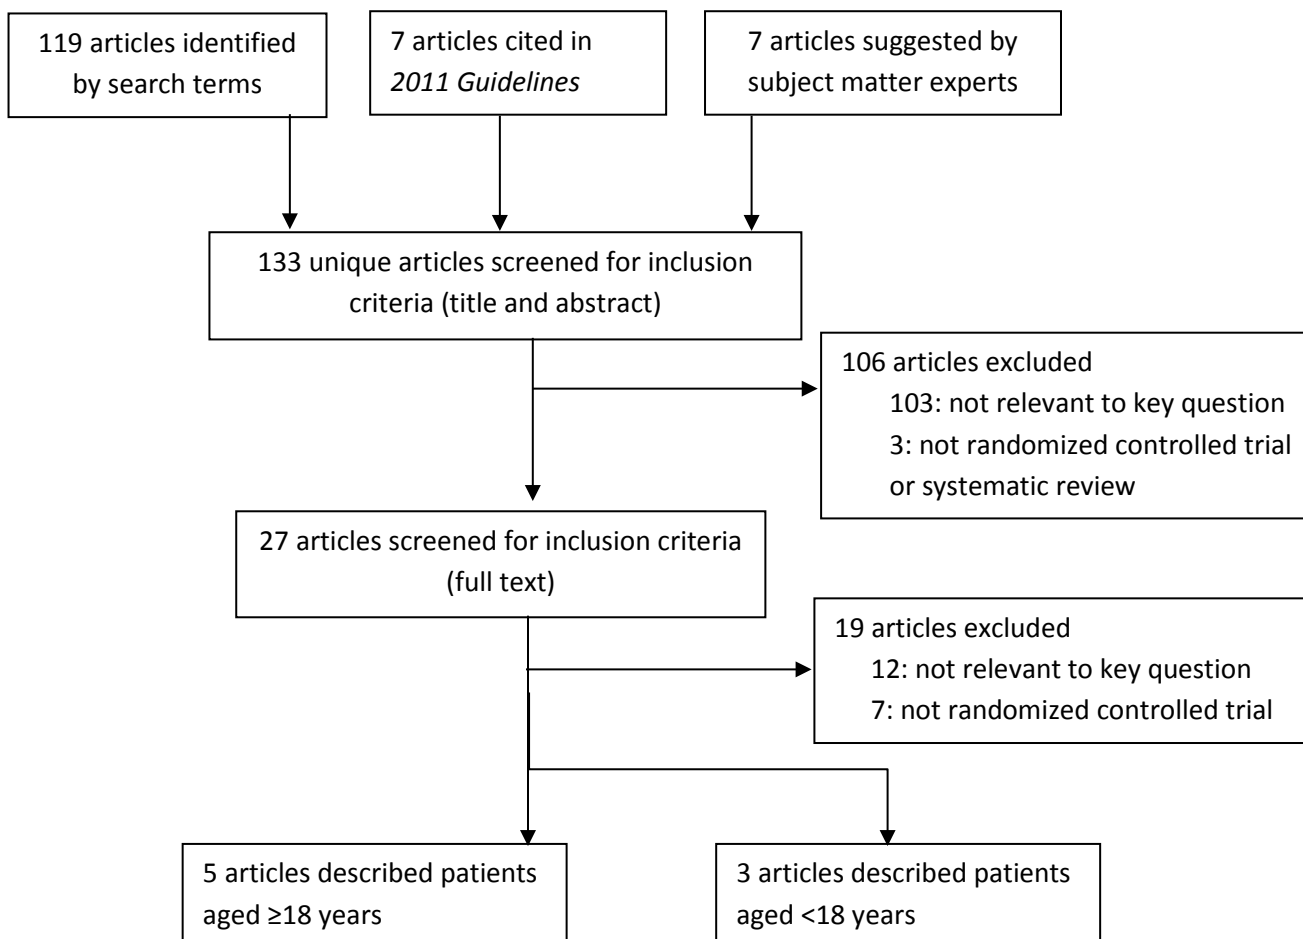 119 articles identified
by search terms
7 articles cited in
2011 Guidelines
7 articles suggested by
subject matter experts
133 unique articles screened for inclusion
criteria (title and abstract)
106 articles excluded
103: not relevant to key question
3: not randomized controlled trial
or systematic review
27 articles screened for inclusion criteria
(full text)
19 articles excluded
12: not relevant to key question
7: not randomized controlled trial
5 articles described patients
aged ≥18 years
3 articles described patients
aged <18 years